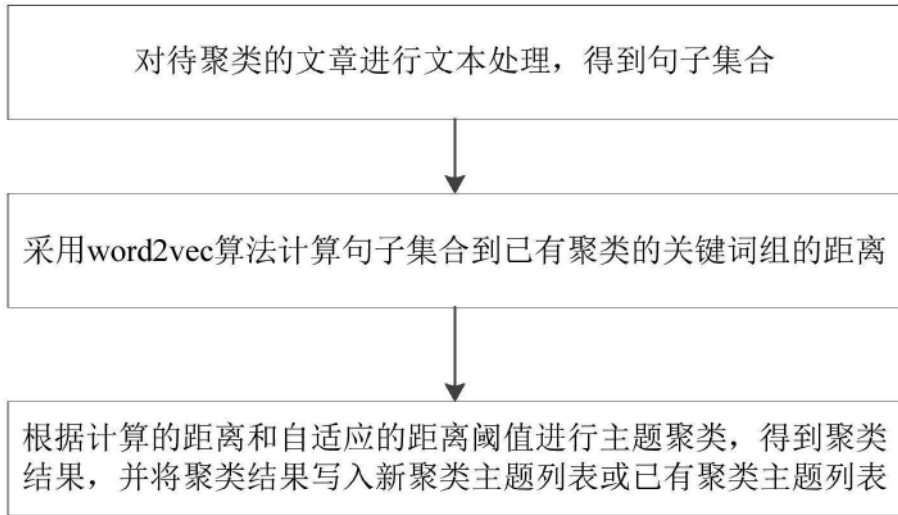 对待聚类的文章进行文本处理，得到句子集合
采用word2vec算法计算句子集合到已有聚类的关键词组的距离
根据计算的距离和自适应的距离阈值进行主题聚类，得到聚类
结果，并将聚类结果写入新聚类主题列表或已有聚类主题列表